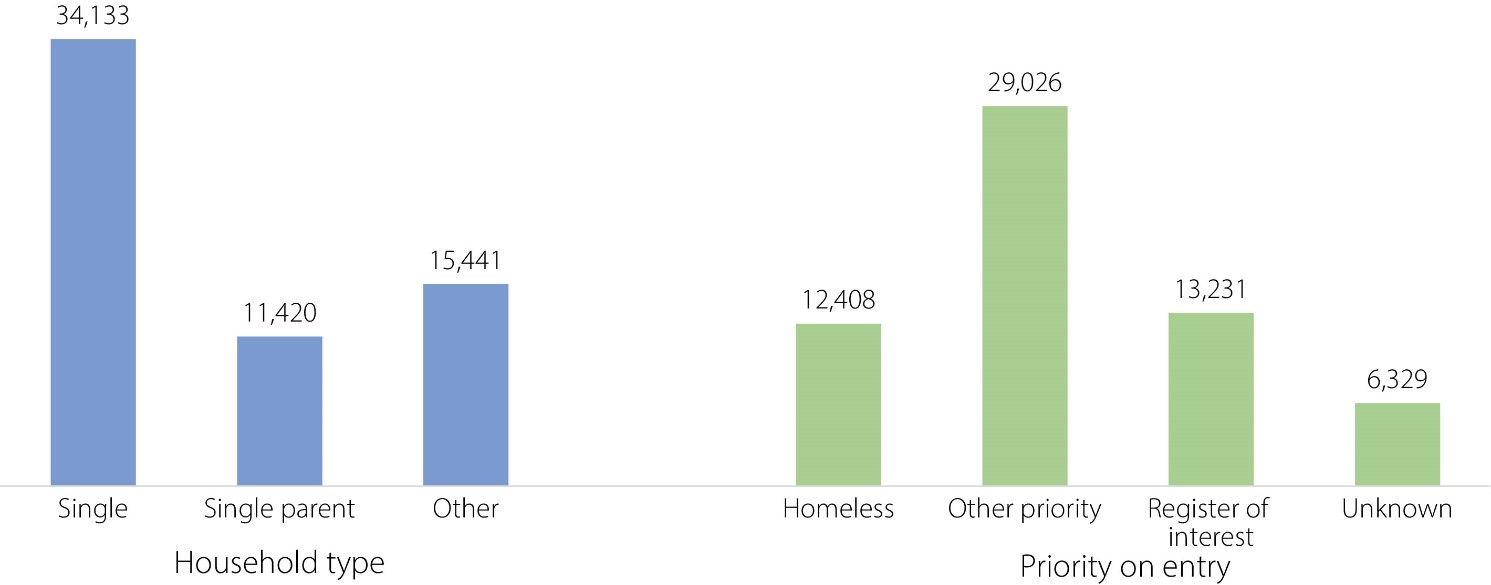 34,133
11,420
15,441
Single
Single parent
Other
Household type
12,408
29,026
13,231
6,329
Homeless
Other priority
Register of
interest
Unknown
Priority on entry